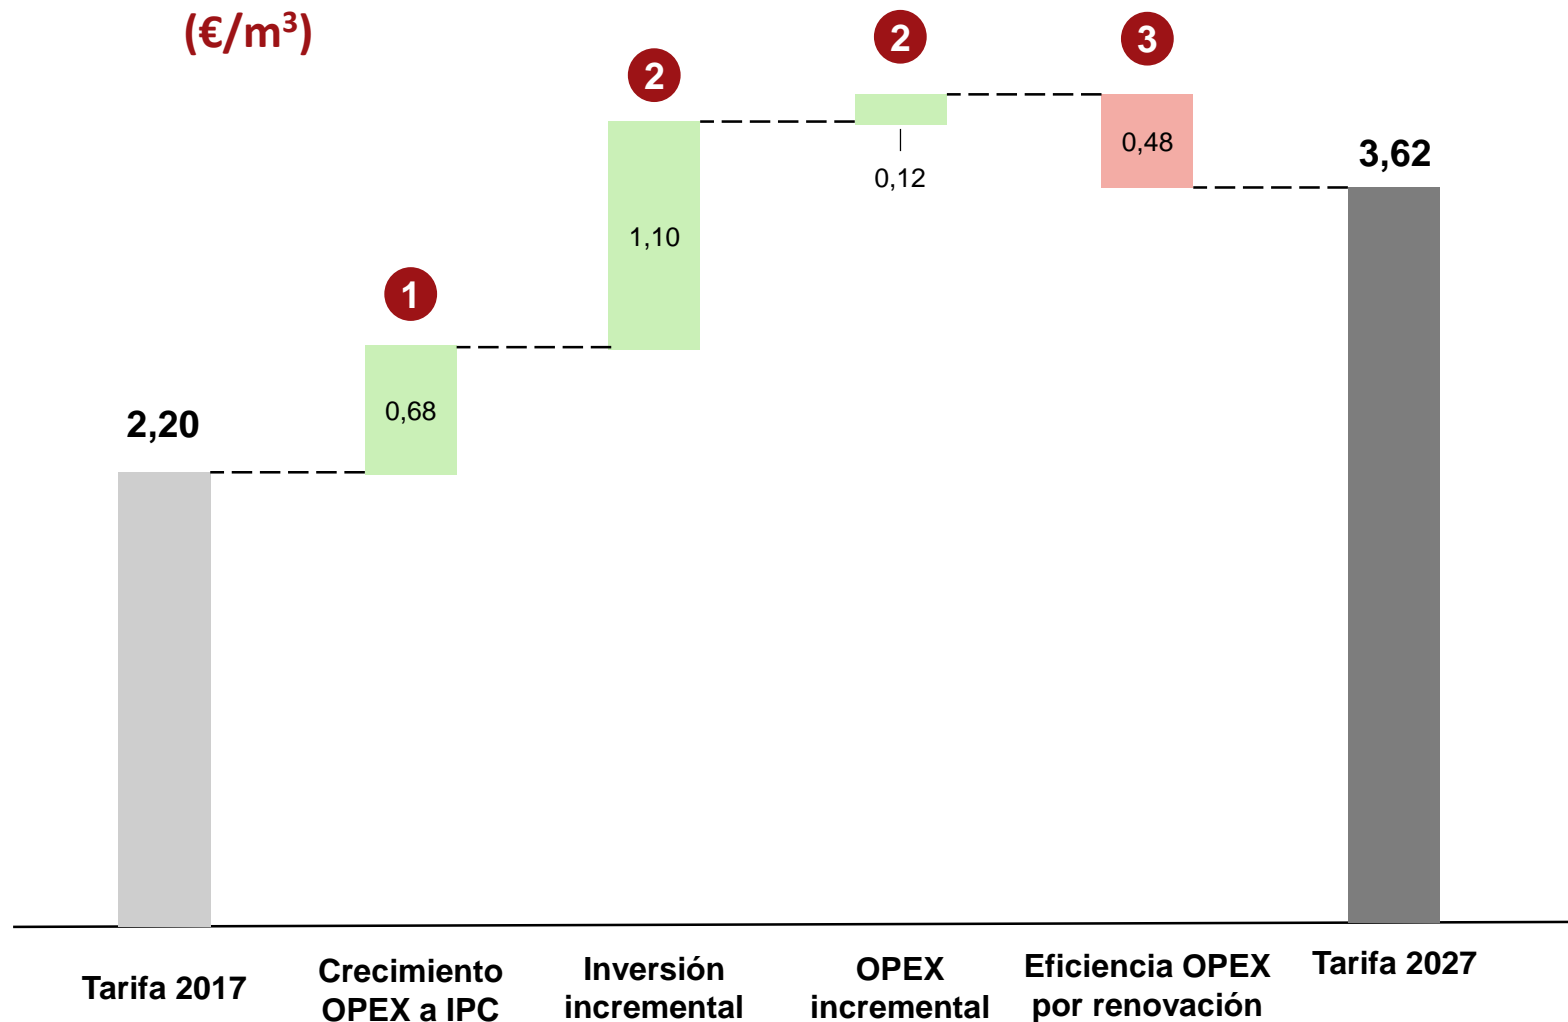 (€/m³)
2
3
2
1
2,20
0,68
1,10
0,12
0,48
3,62
Tarifa 2017
Crecimiento
OPEX a IPC
Inversión
incremental
OPEX
incremental
Eficiencia OPEX
por renovación
Tarifa 2027